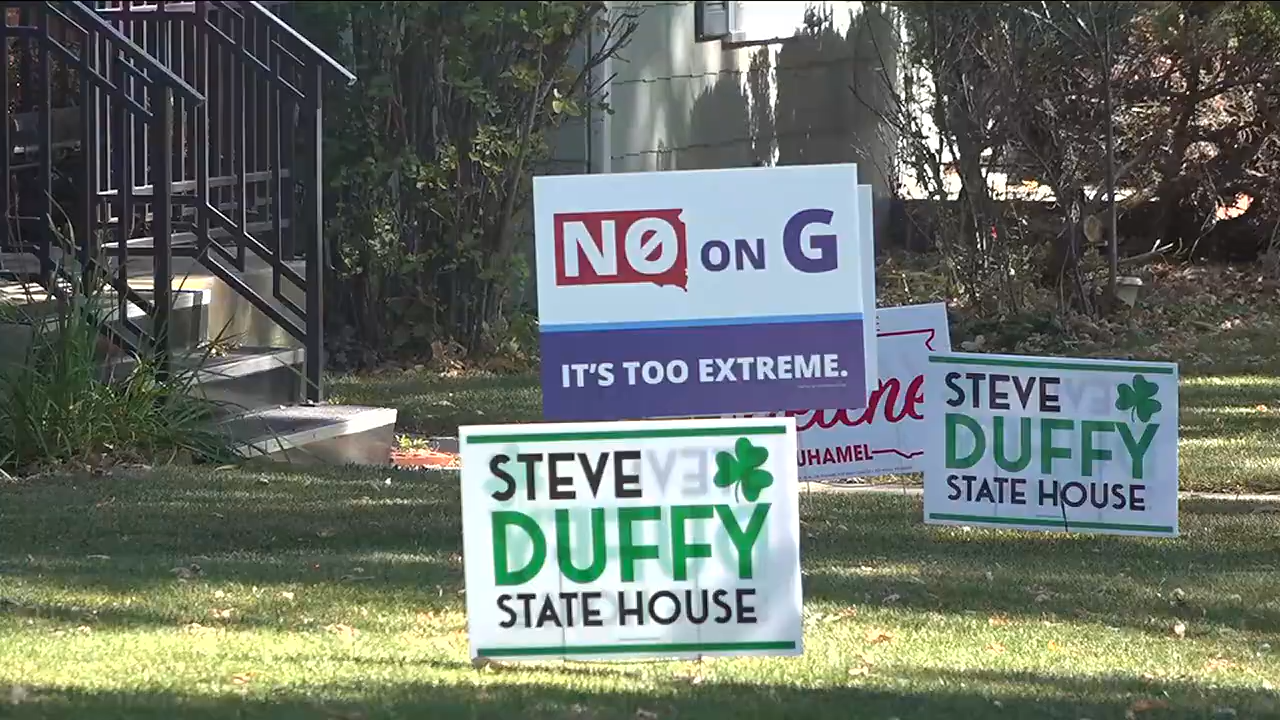 NO ON G
IT'S TOO EXTREME.
UHAMEL
STEVE
DUFFY
STATE HOUSE
STEVE
DUFFY
STATE HOUSE